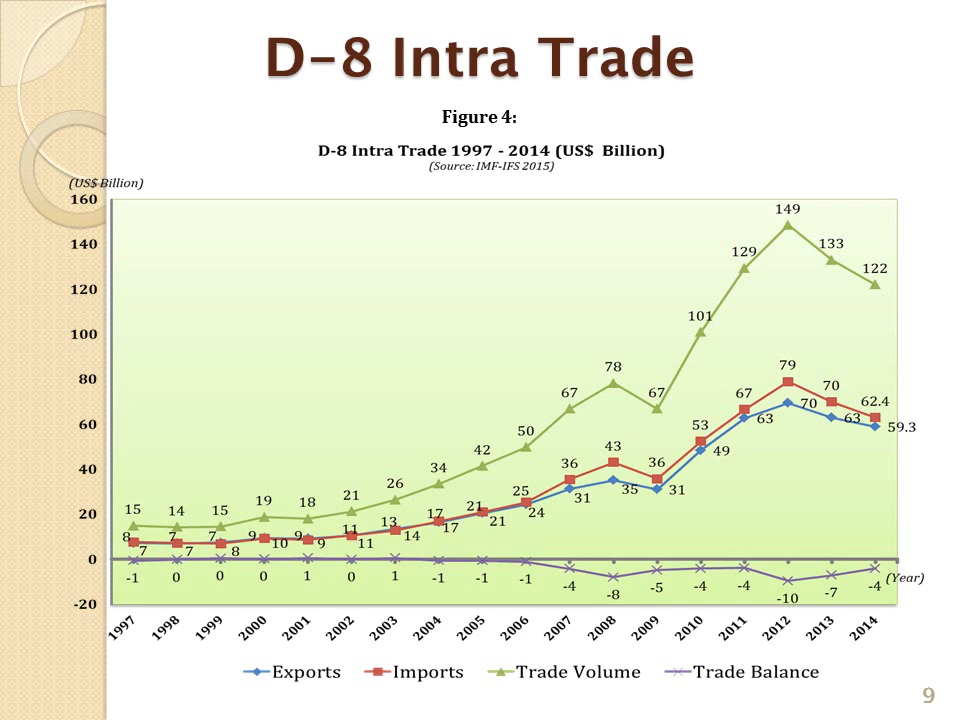 D-8 Intra Trade
Figure 4:
D-8 Intra Trade 1997 - 2014 (US$ Billion)
(Source: IMF-IFS 2015)
(US$ Billion)
160
140
120
100
80
60
40
20
0
-20
15 14 15 19 18 21 26 34 42 50 67 78 67 101 129 149 133 122
8 7 7 9 9 11 13 17 21 25 36 43 36 53 67 79 70 62.4
7 7 8 10 9 11 14 17 21 24 31 35 31 49 63 70 63 59.3
-1 0 0 0 1 0 1 -1 -1 -1 -4 -8 -5 -4 -4 -10 -7 -4
(Year)
1997 1998 1999 2000 2001 2002 2003 2004 2005 2006 2007 2008 2009 2010 2011 2012 2013 2014
Exports Imports Trade Volume Trade Balance
9